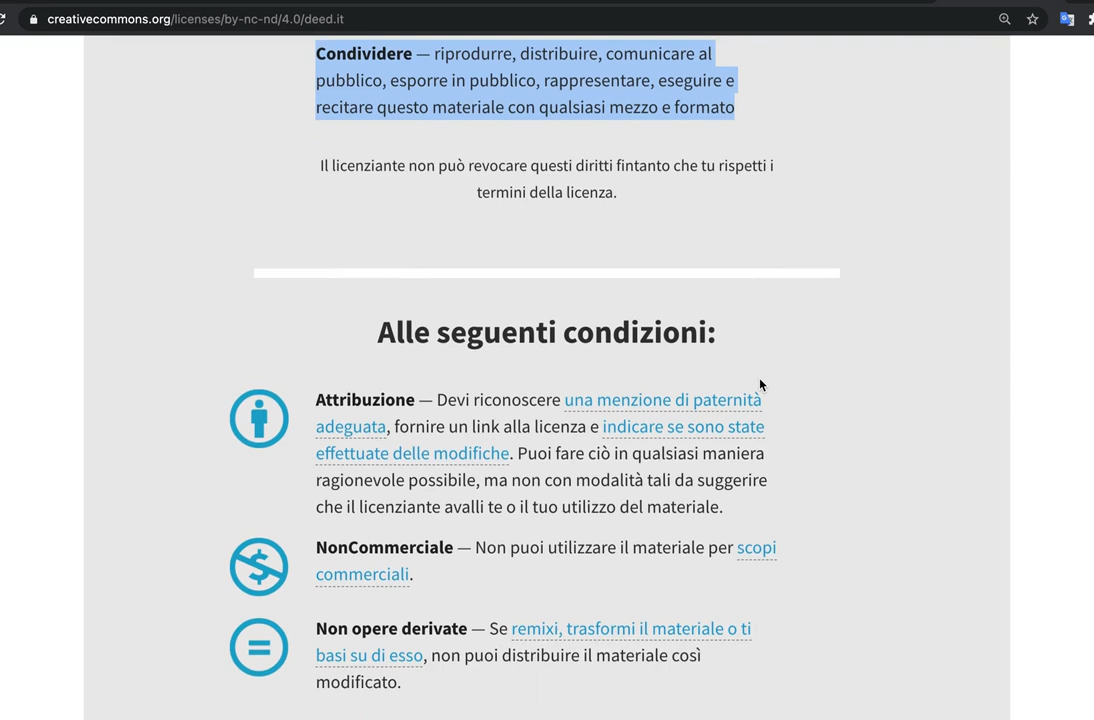 creativecommons.org/licenses/by-nc-nd/4.0/deed.it
Condividere — riprodurre, distribuire, comunicare al
pubblico, esporre in pubblico, rappresentare, eseguire e
recitare questo materiale con qualsiasi mezzo e formato
Il licenziante non può revocare questi diritti fintanto che tu rispetti i
termini della licenza.
Alle seguenti condizioni:
Attribuzione — Devi riconoscere una menzione di paternità
adeguata, fornire un link alla licenza e indicare se sono state
effettuate delle modifiche. Puoi fare ciò in qualsiasi maniera
ragionevole possibile, ma non con modalità tali da suggerire
che il licenziante avalli te o il tuo utilizzo del materiale.
NonCommerciale — Non puoi utilizzare il materiale per scopi
commerciali.
Non opere derivate — Se remixi, trasformi il materiale o ti
basi su di esso, non puoi distribuire il materiale così
modificato.